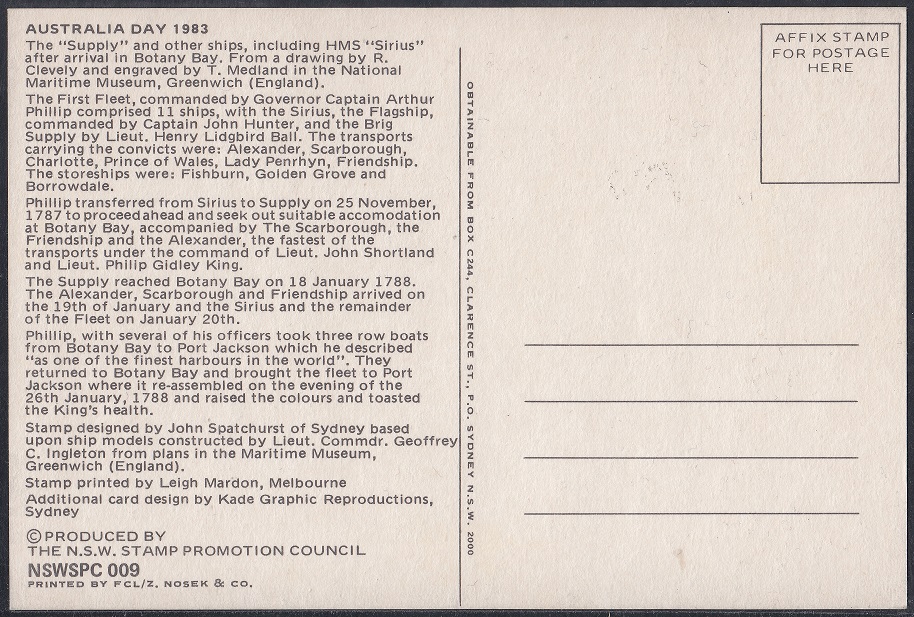 AUSTRALIA DAY 1983
The "Supply" and other ships, including HMS "Sirius"
after arrival in Botany Bay. From a drawing by R.
Clevely and engraved by T. Medland in the National
Maritime Museum, Greenwich (England).
The First Fleet, commanded by Governor Captain Arthur
Phillip comprised 11 ships, with the Sirius, the Flagship,
commanded by Captain John Hunter, and the Brig
Supply by Lieut. Henry Lidgbird Ball. The transports
carrying the convicts were: Alexander, Scarborough,
Charlotte, Prince of Wales, Lady Penrhyn, Friendship.
The storeships were: Fishburn, Golden Grove and
Borrowdale.
Phillip transferred from Sirius to Supply on 25 November,
1787 to proceed ahead and seek out suitable accomodation
at Botany Bay, accompanied by The Scarborough, the
Friendship and the Alexander, the fastest of the
transports under the command of Lieut. John Shortland
and Lieut. Philip Gidley King.
The Supply reached Botany Bay on 18 January 1788.
The Alexander, Scarborough and Friendship arrived on
the 19th of January and the Sirius and the remainder
of the Fleet on January 20th.
Phillip, with several of his officers took three row boats
from Botany Bay to Port Jackson which he described
"as one of the finest harbours in the world". They
returned to Botany Bay and brought the fleet to Port
Jackson where it re-assembled on the evening of the
26th January, 1788 and raised the colours and toasted
the King's health.
Stamp designed by John Spatchurst of Sydney based
upon ship models constructed by Lieut. Commdr. Geoffrey
C. Ingleton from plans in the Maritime Museum,
Greenwich (England).
Stamp printed by Leigh Mardon, Melbourne
Additional card design by Kade Graphic Reproductions,
Sydney
© PRODUCED BY
THE N.S.W. STAMP PROMOTION COUNCIL
NSWSPC 009
PRINTED BY FCL/Z. NOSEK & CO.
OBTAINABLE FROM BOX C244, CLARENCE ST., P.O. SYDNEY N.S.W. 2000
AFFIX STAMP
FOR POSTAGE
HERE